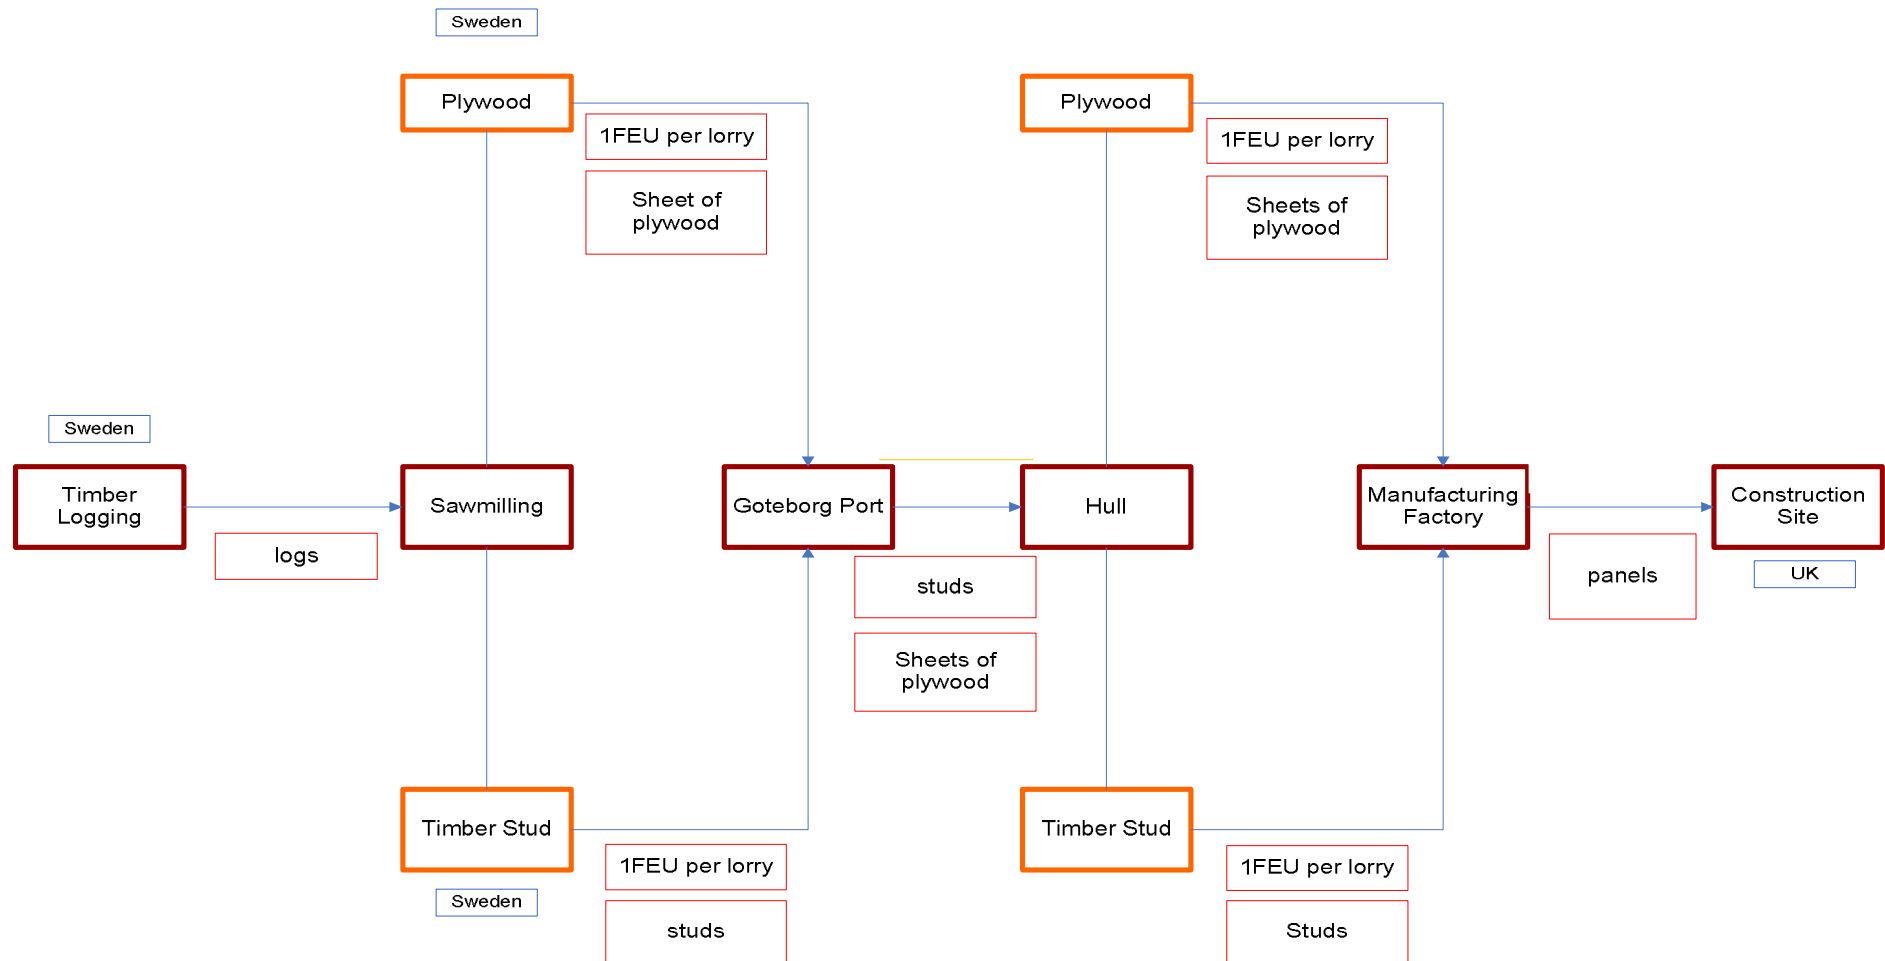 Sweden
Plywood
1FEU per lorry
Sheet of
plywood
Plywood
1FEU per lorry
Sheets of
plywood
Sweden
Timber
Logging
logs
Sawmilling
Goteborg Port
studs
Sheets of
plywood
Hull
Manufacturing
Factory
panels
Construction
Site
UK
Timber Stud
Sweden
1FEU per lorry
studs
Timber Stud
1FEU per lorry
Studs